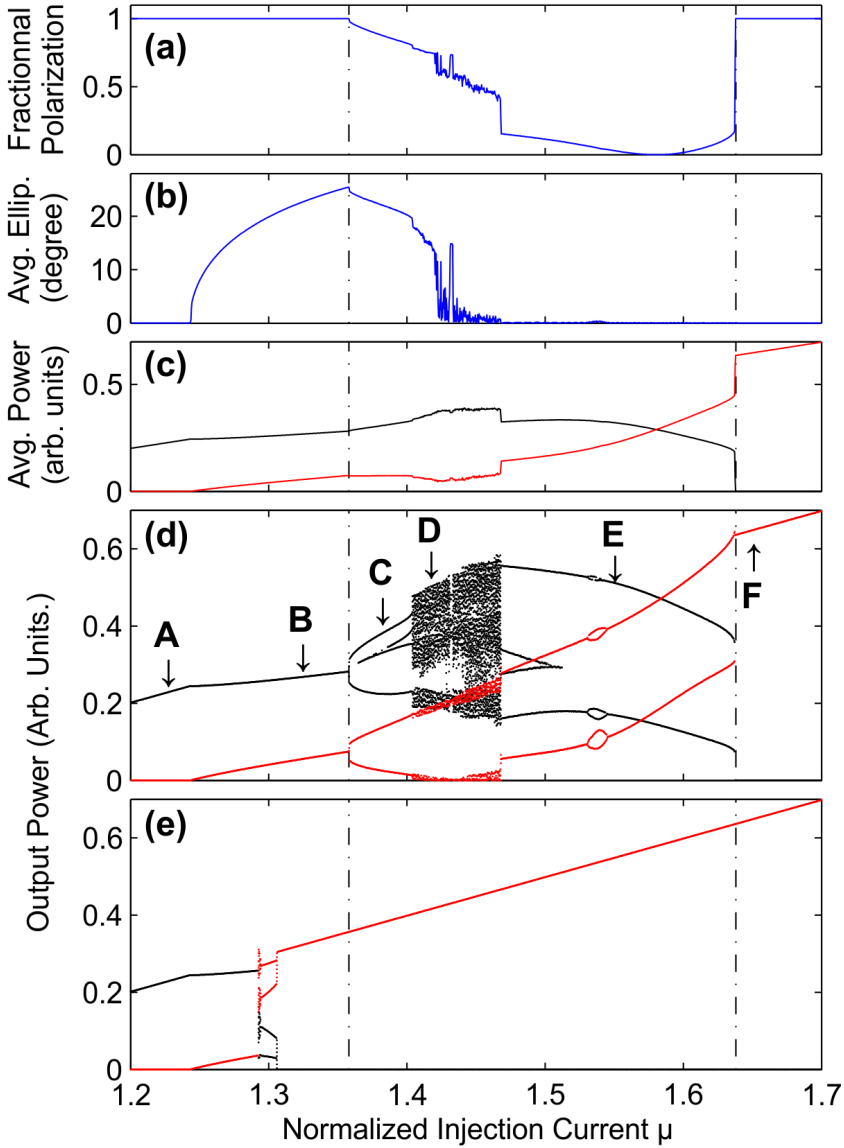 1
0.5
0
Fractionnal
Polarization
(a)
20
10
0
Avg. Ellip.
(degree)
(b)
0.5
0
Avg. Power
(arb. units)
(c)
0.6
0.4
0.2
0
(d)
A
B
C
D
E
F
Output Power (Arb. Units.)
0.6
0.4
0.2
0
(e)
1.2 1.3 1.4 1.5 1.6 1.7
Normalized Injection Current μ